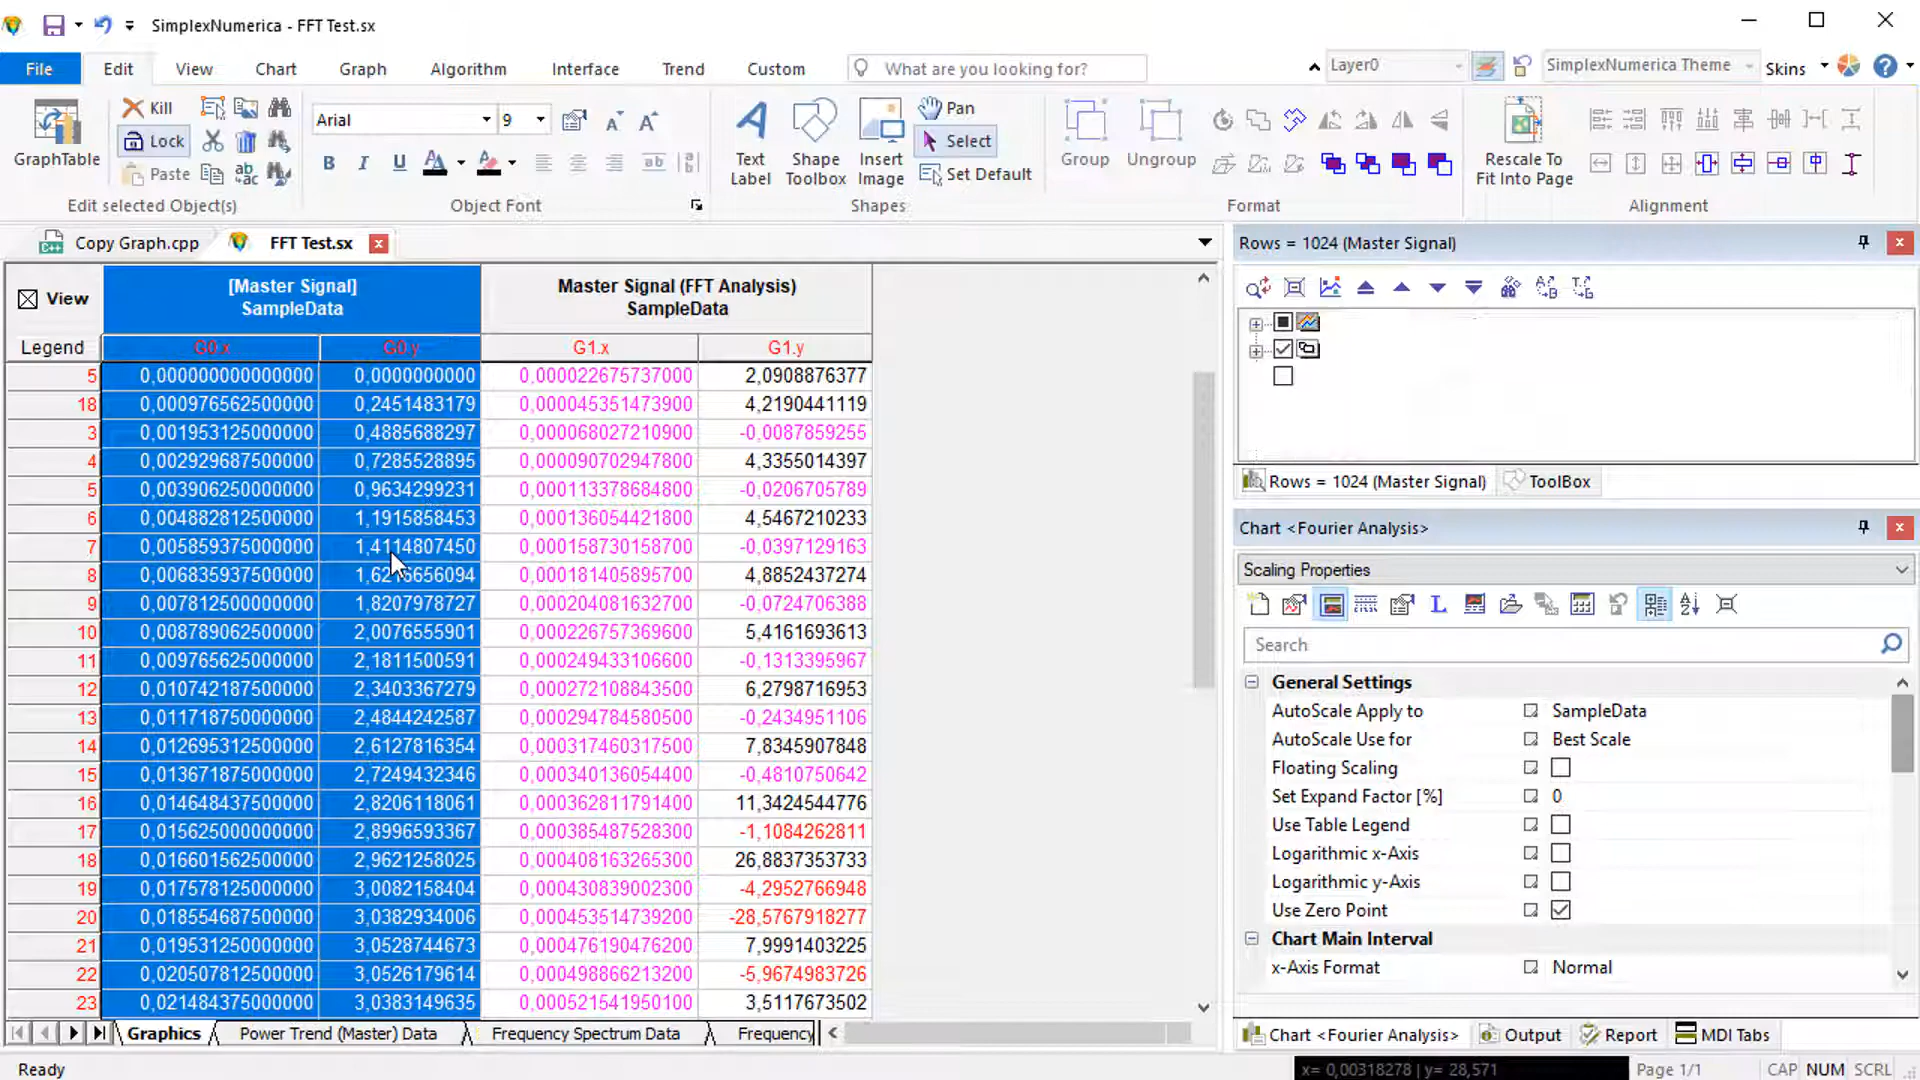 SimplexNumerica - FFT Test.sx
File Edit View Chart Graph Algorithm Interface Trend Custom What are you looking for? Layer0 SimplexNumerica Theme Skins
GraphTable Kill Lock Paste
Edit selected Object(s)
Arial 9
B I U A ab
Object Font
Text Label Shape Toolbox Insert Image Pan Select Set Default
Shapes
Group Ungroup
Format
Rescale To Fit Into Page
Alignment
Copy Graph.cpp FFT Test.sx
View [Master Signal] Master Signal (FFT Analysis)
SampleData SampleData
Legend G0.x G0.y G1.x G1.y
5 0,000000000000000 0,0000000000 0,000022675737000 2,0908876377
18 0,000976562500000 0,2451483179 0,000045351473900 4,2190441119
3 0,001953125000000 0,4885688297 0,000068027210900 -0,0087859255
4 0,002929687500000 0,7285528895 0,000090702947800 4,3355014397
5 0,003906250000000 0,9634299231 0,000113378684800 -0,0206705789
6 0,004882812500000 1,1915858453 0,000136054421800 4,5467210233
7 0,005859375000000 1,4114807450 0,000158730158700 -0,0397129163
8 0,006835937500000 0,000181405895700 4,8852437274
9 0,007812500000000 1,8207978727 0,000204081632700 -0,0724706388
10 0,008789062500000 2,0076555901 0,000226757369600 5,4161693613
11 0,009765625000000 2,1811500591 0,000249433106600 -0,1313395967
12 0,010742187500000 2,3403367279 0,000272108843500 6,2798716953
13 0,011718750000000 2,4844242587 0,000294784580500 -0,2434951106
14 0,012695312500000 2,6127816354 0,000317460317500 7,8345907848
15 0,013671875000000 2,7249432346 0,000340136054400 -0,4810750642
16 0,014648437500000 2,8206118061 0,000362811791400 11,3424544776
17 0,015625000000000 2,8996593367 0,000385487528300 -1,1084262811
18 0,016601562500000 2,9621258025 0,000408163265300 26,8837353733
19 0,017578125000000 3,0082158404 0,000430839002300 -4,2952766948
20 0,018554687500000 3,0382934006 0,000453514739200 -28,5767918277
21 0,019531250000000 3,0528744673 0,000476190476200 7,9991403225
22 0,020507812500000 3,0526179614 0,000498866213200 -5,9674983726
23 0,021484375000000 3,0383149635 0,000521541950100 3,5117673502
Graphics Power Trend (Master) Data Frequency Spectrum Data Frequency
Rows = 1024 (Master Signal)
Rows = 1024 (Master Signal) ToolBox
Chart <Fourier Analysis>
Scaling Properties
Search
General Settings
AutoScale Apply to SampleData
AutoScale Use for Best Scale
Floating Scaling
Set Expand Factor [%] 0
Use Table Legend
Logarithmic x-Axis
Logarithmic y-Axis
Use Zero Point
Chart Main Interval
x-Axis Format Normal
Chart <Fourier Analysis> Output Report MDI Tabs
Ready x= 0,00318278 | y= 28,571 Page 1/1 CAP NUM SCRL